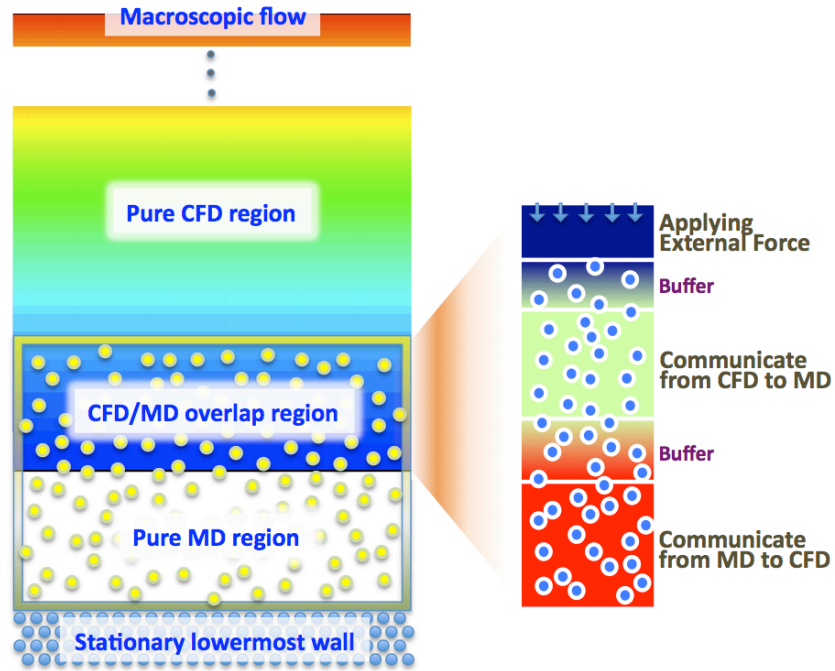 Macroscopic flow
Pure CFD region
CFD/MD overlap region
Pure MD region
Stationary lowermost wall
Applying
External Force
Buffer
Communicate
from CFD to MD
Buffer
Communicate
from MD to CFD